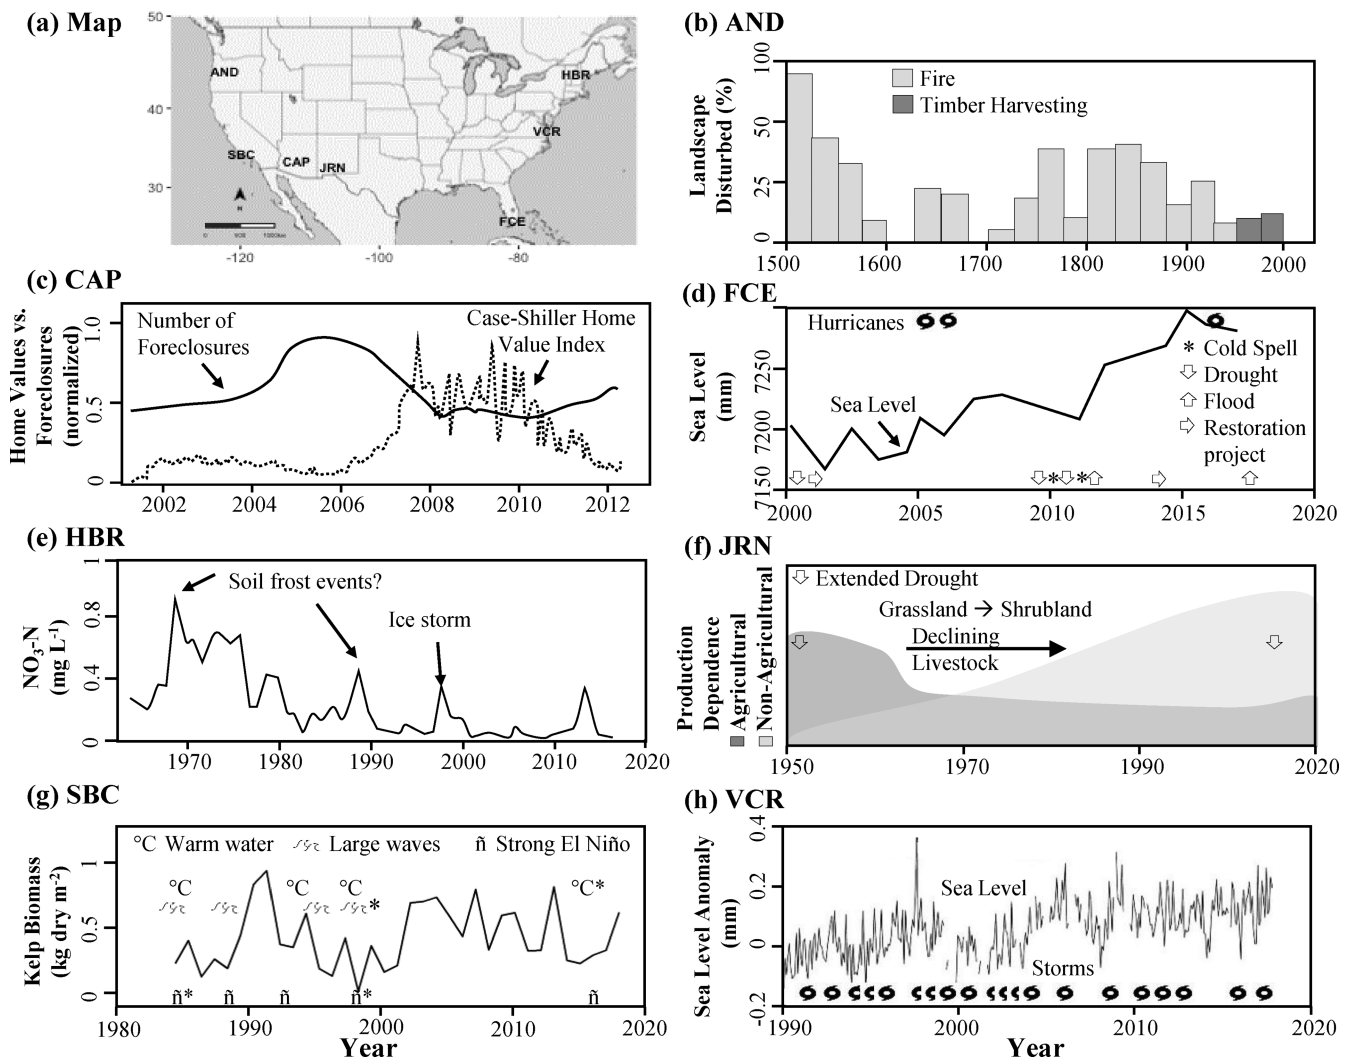 (a) Map
50
40
30
-120
-100
-80
AND
HBR
VCR
SBC
CAP
JRN
FCE
N
0
(b) AND
Landscape
Disturbed (%)
100
50
25
0
Fire
Timber Harvesting
1500
1600
1700
1800
1900
2000
(c) CAP
Home Values vs.
Foreclosures
(normalized)
1.0
0.5
0
Number of
Foreclosures
Case-Shiller Home
Value Index
2002
2004
2006
2008
2010
2012
(d) FCE
Sea Level
(mm)
7250
7200
7150
Hurricanes
* Cold Spell
Drought
Flood
Restoration
project
Sea Level
* *
2000
2005
2010
2015
2020
(e) HBR
NO3-N
(mg L-1)
1
0.8
0.4
0
Soil frost events?
Ice storm
1970
1980
1990
2000
2010
2020
(f) JRN
Production
Dependence
Agricultural
Non-Agricultural
Extended Drought
Grassland → Shrubland
Declining
Livestock
1950
1970
1990
2020
(g) SBC
Kelp Biomass
(kg dry m-2)
1
0.5
0
°C Warm water
Large waves
ñ Strong El Niño
°C °C °C °C*
*
ñ* ñ ñ ñ* ñ
1980
1990
2000
2010
2020
Year
(h) VCR
Sea Level Anomaly
(mm)
0.4
0.2
0
-0.2
Sea Level
Storms
1990
2000
2010
2020
Year